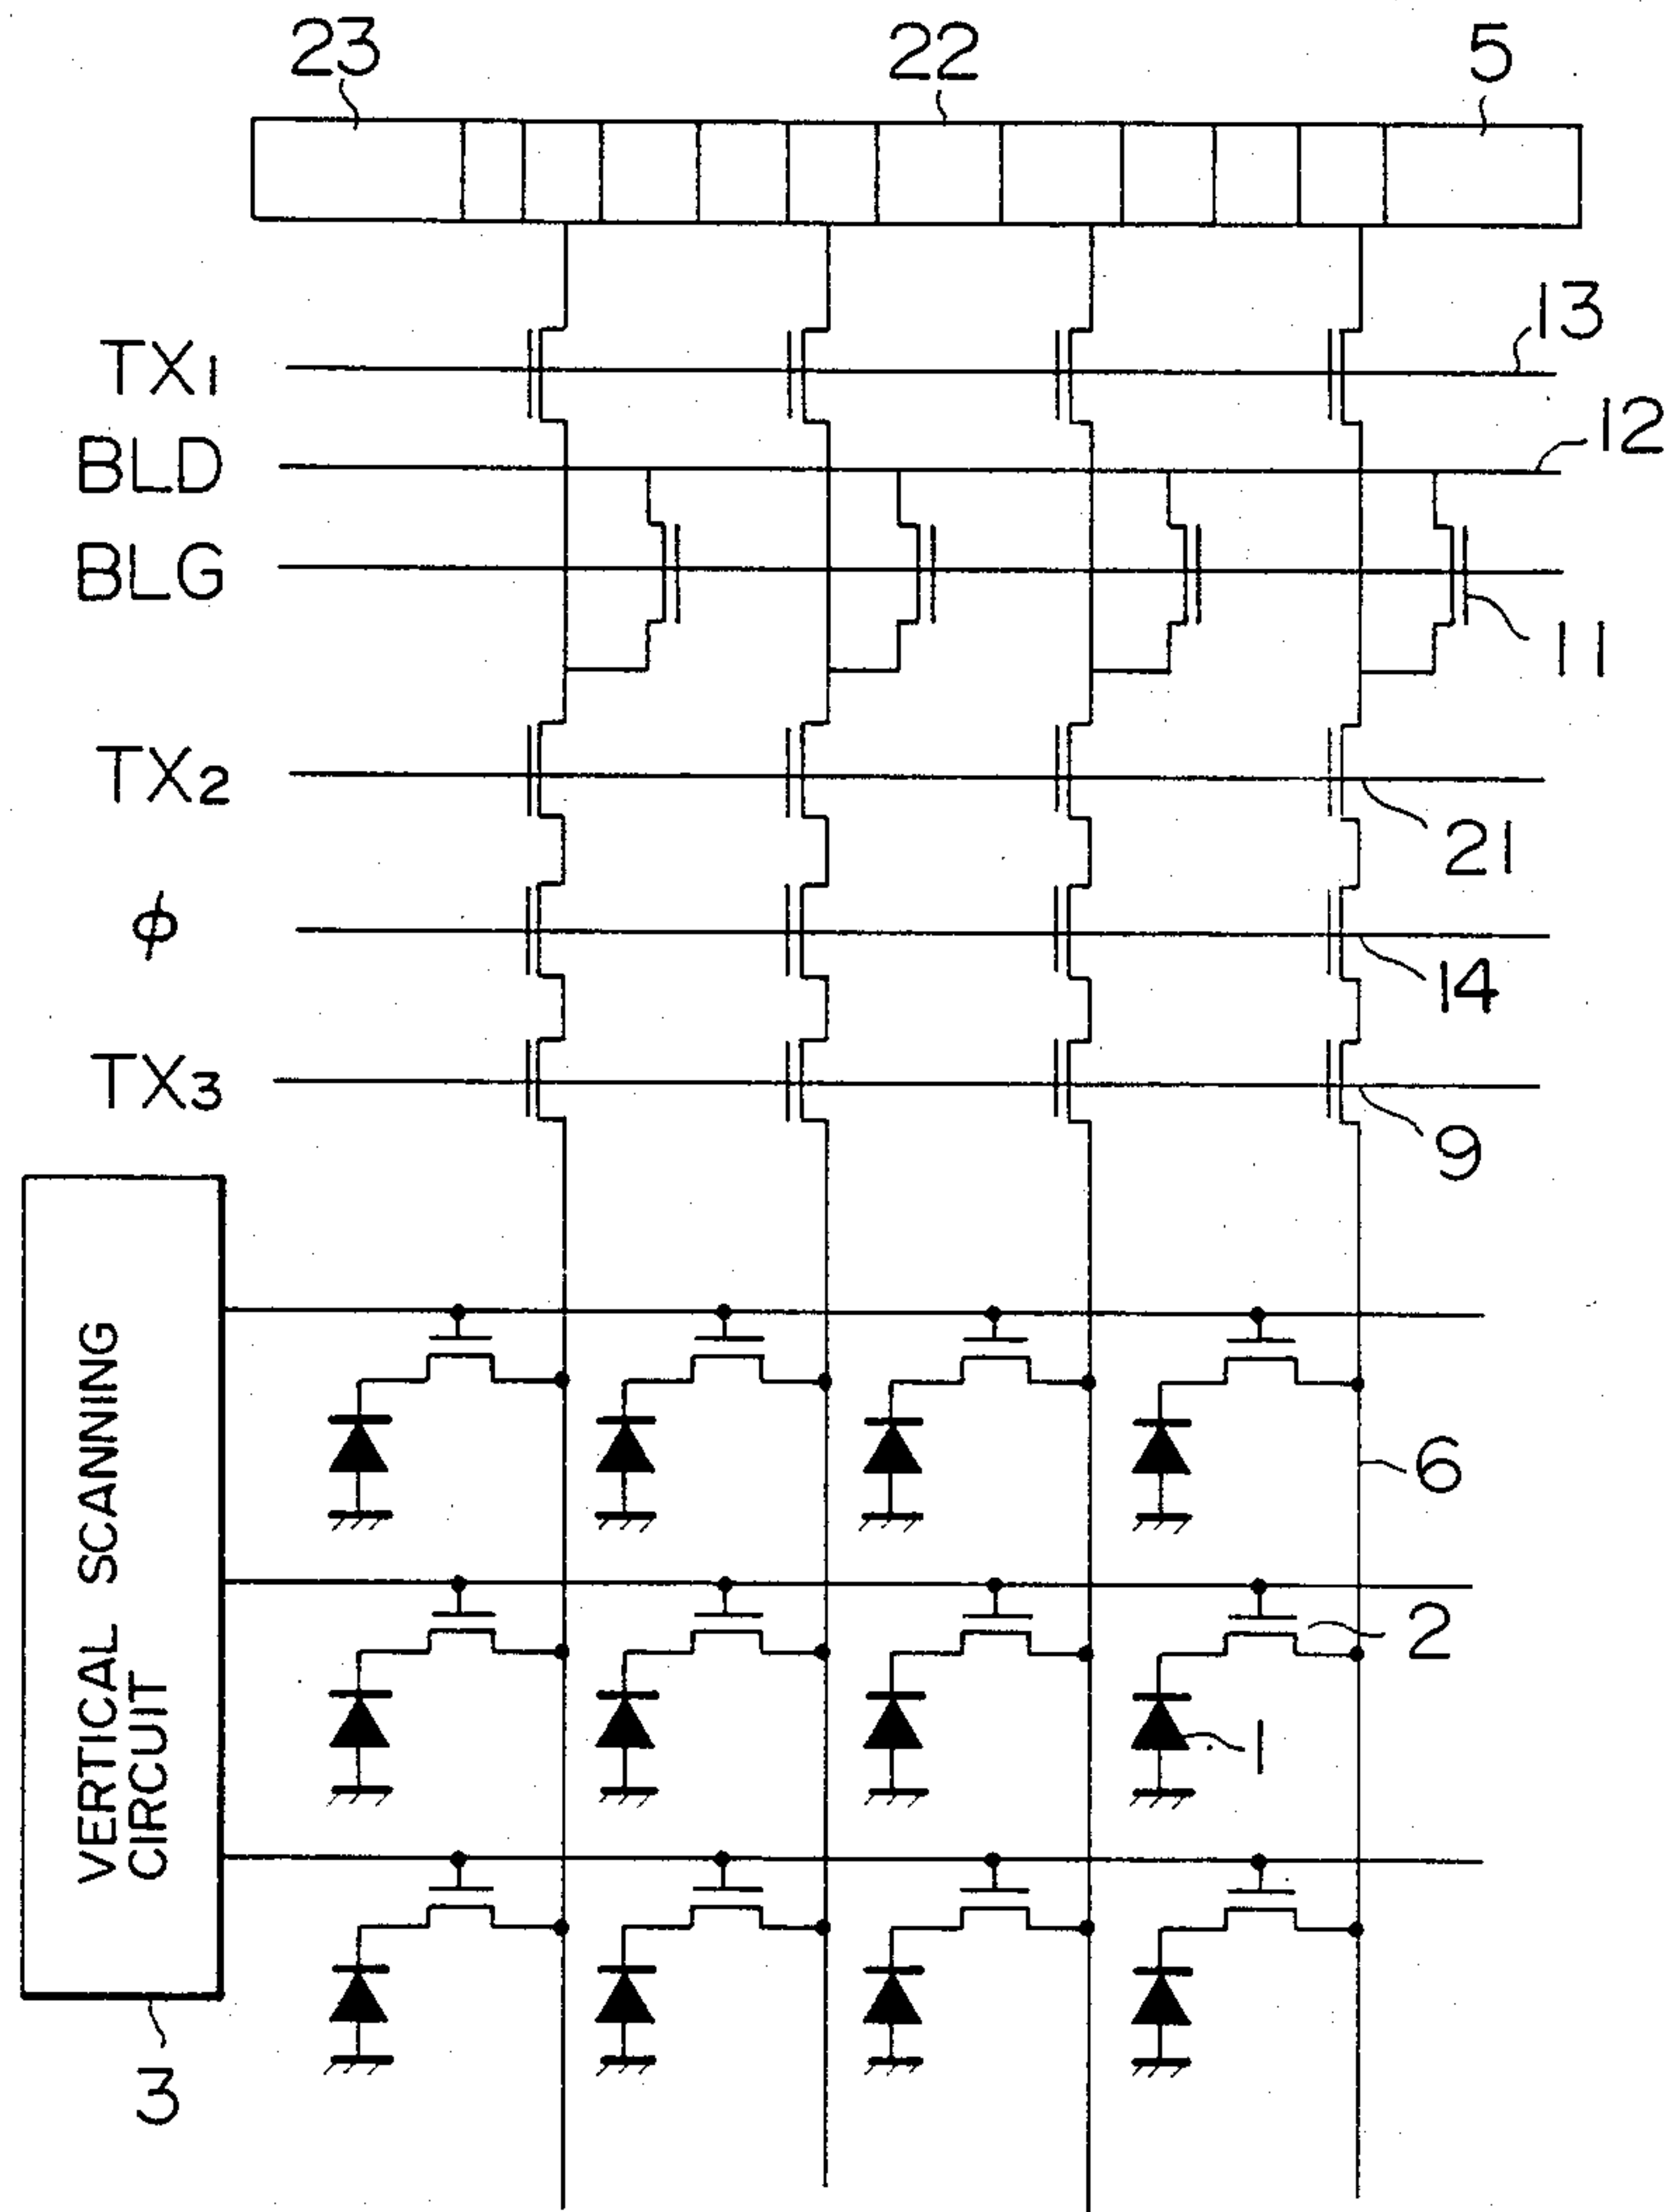 23 22 5
13
TX1
12
BLD
BLG
11
TX2
21
φ
14
TX3
9
VERTICAL SCANNING
CIRCUIT
6
2
1
3